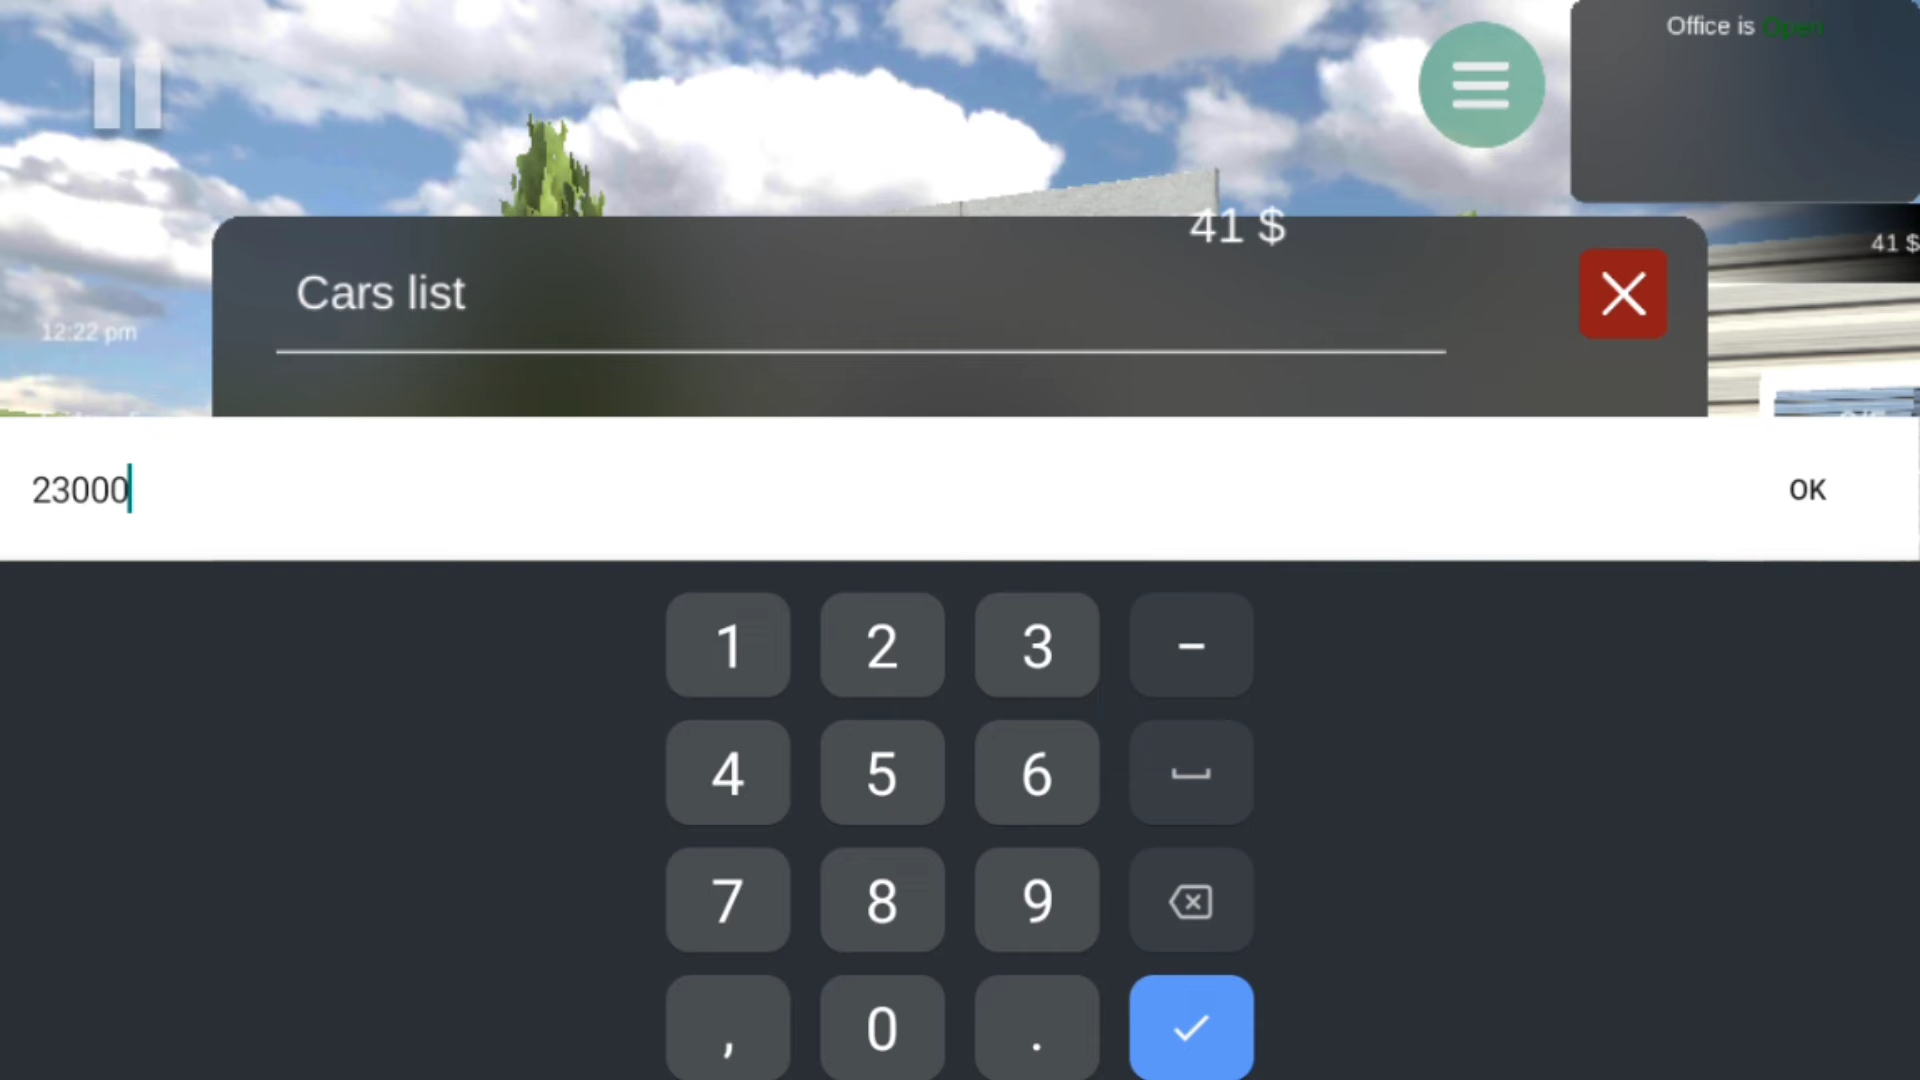 Office is Open
41 $
41 $
Cars list
12:22 pm
23000
OK
1 2 3 -
4 5 6
7 8 9
, 0 .